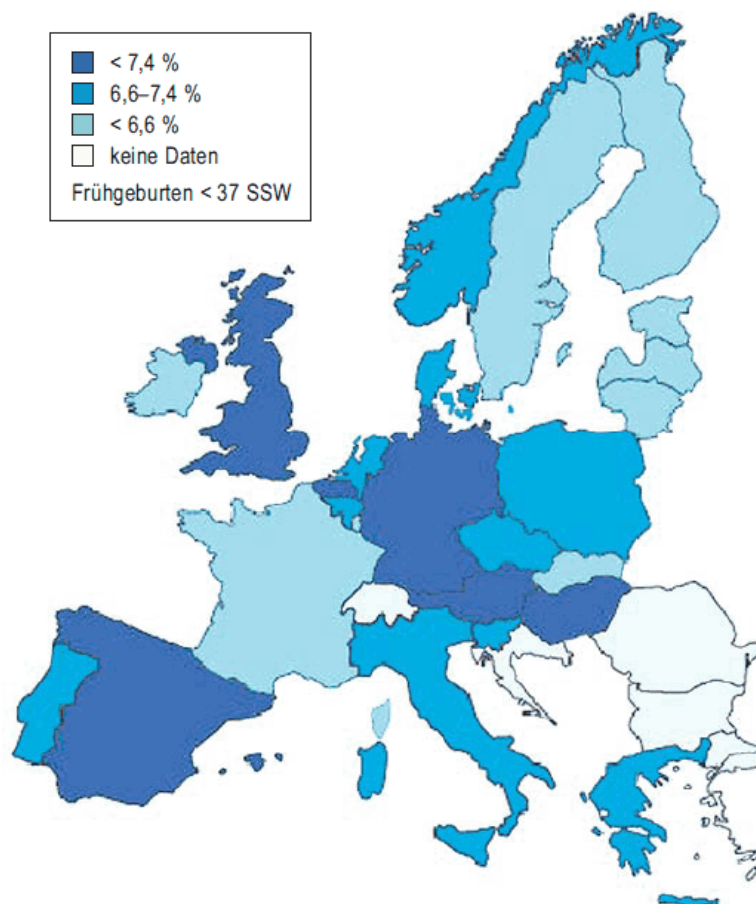 < 7,4 %
6,6–7,4 %
< 6,6 %
keine Daten
Frühgeburten < 37 SSW